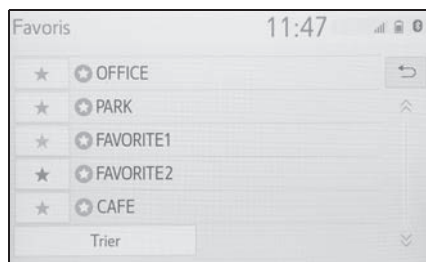 Favoris 11:47
OFFICE
PARK
FAVORITE1
FAVORITE2
CAFE
Trier